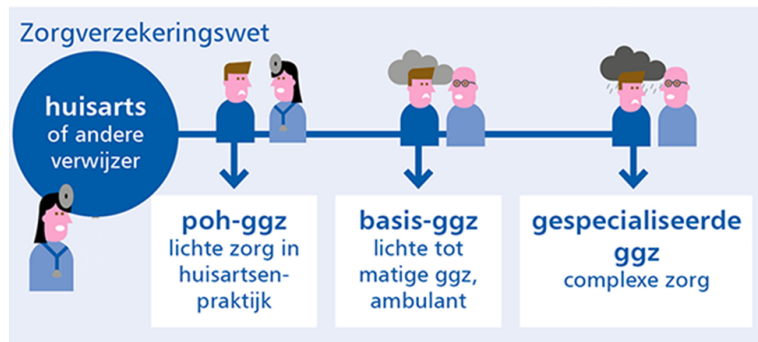 Zorgverzekeringswet
huisarts
of andere
verwijzer
poh-ggz
lichte zorg in
huisartsen-
praktijk
basis-ggz
lichte tot
matige ggz,
ambulant
gespecialiseerde
ggz
complexe zorg